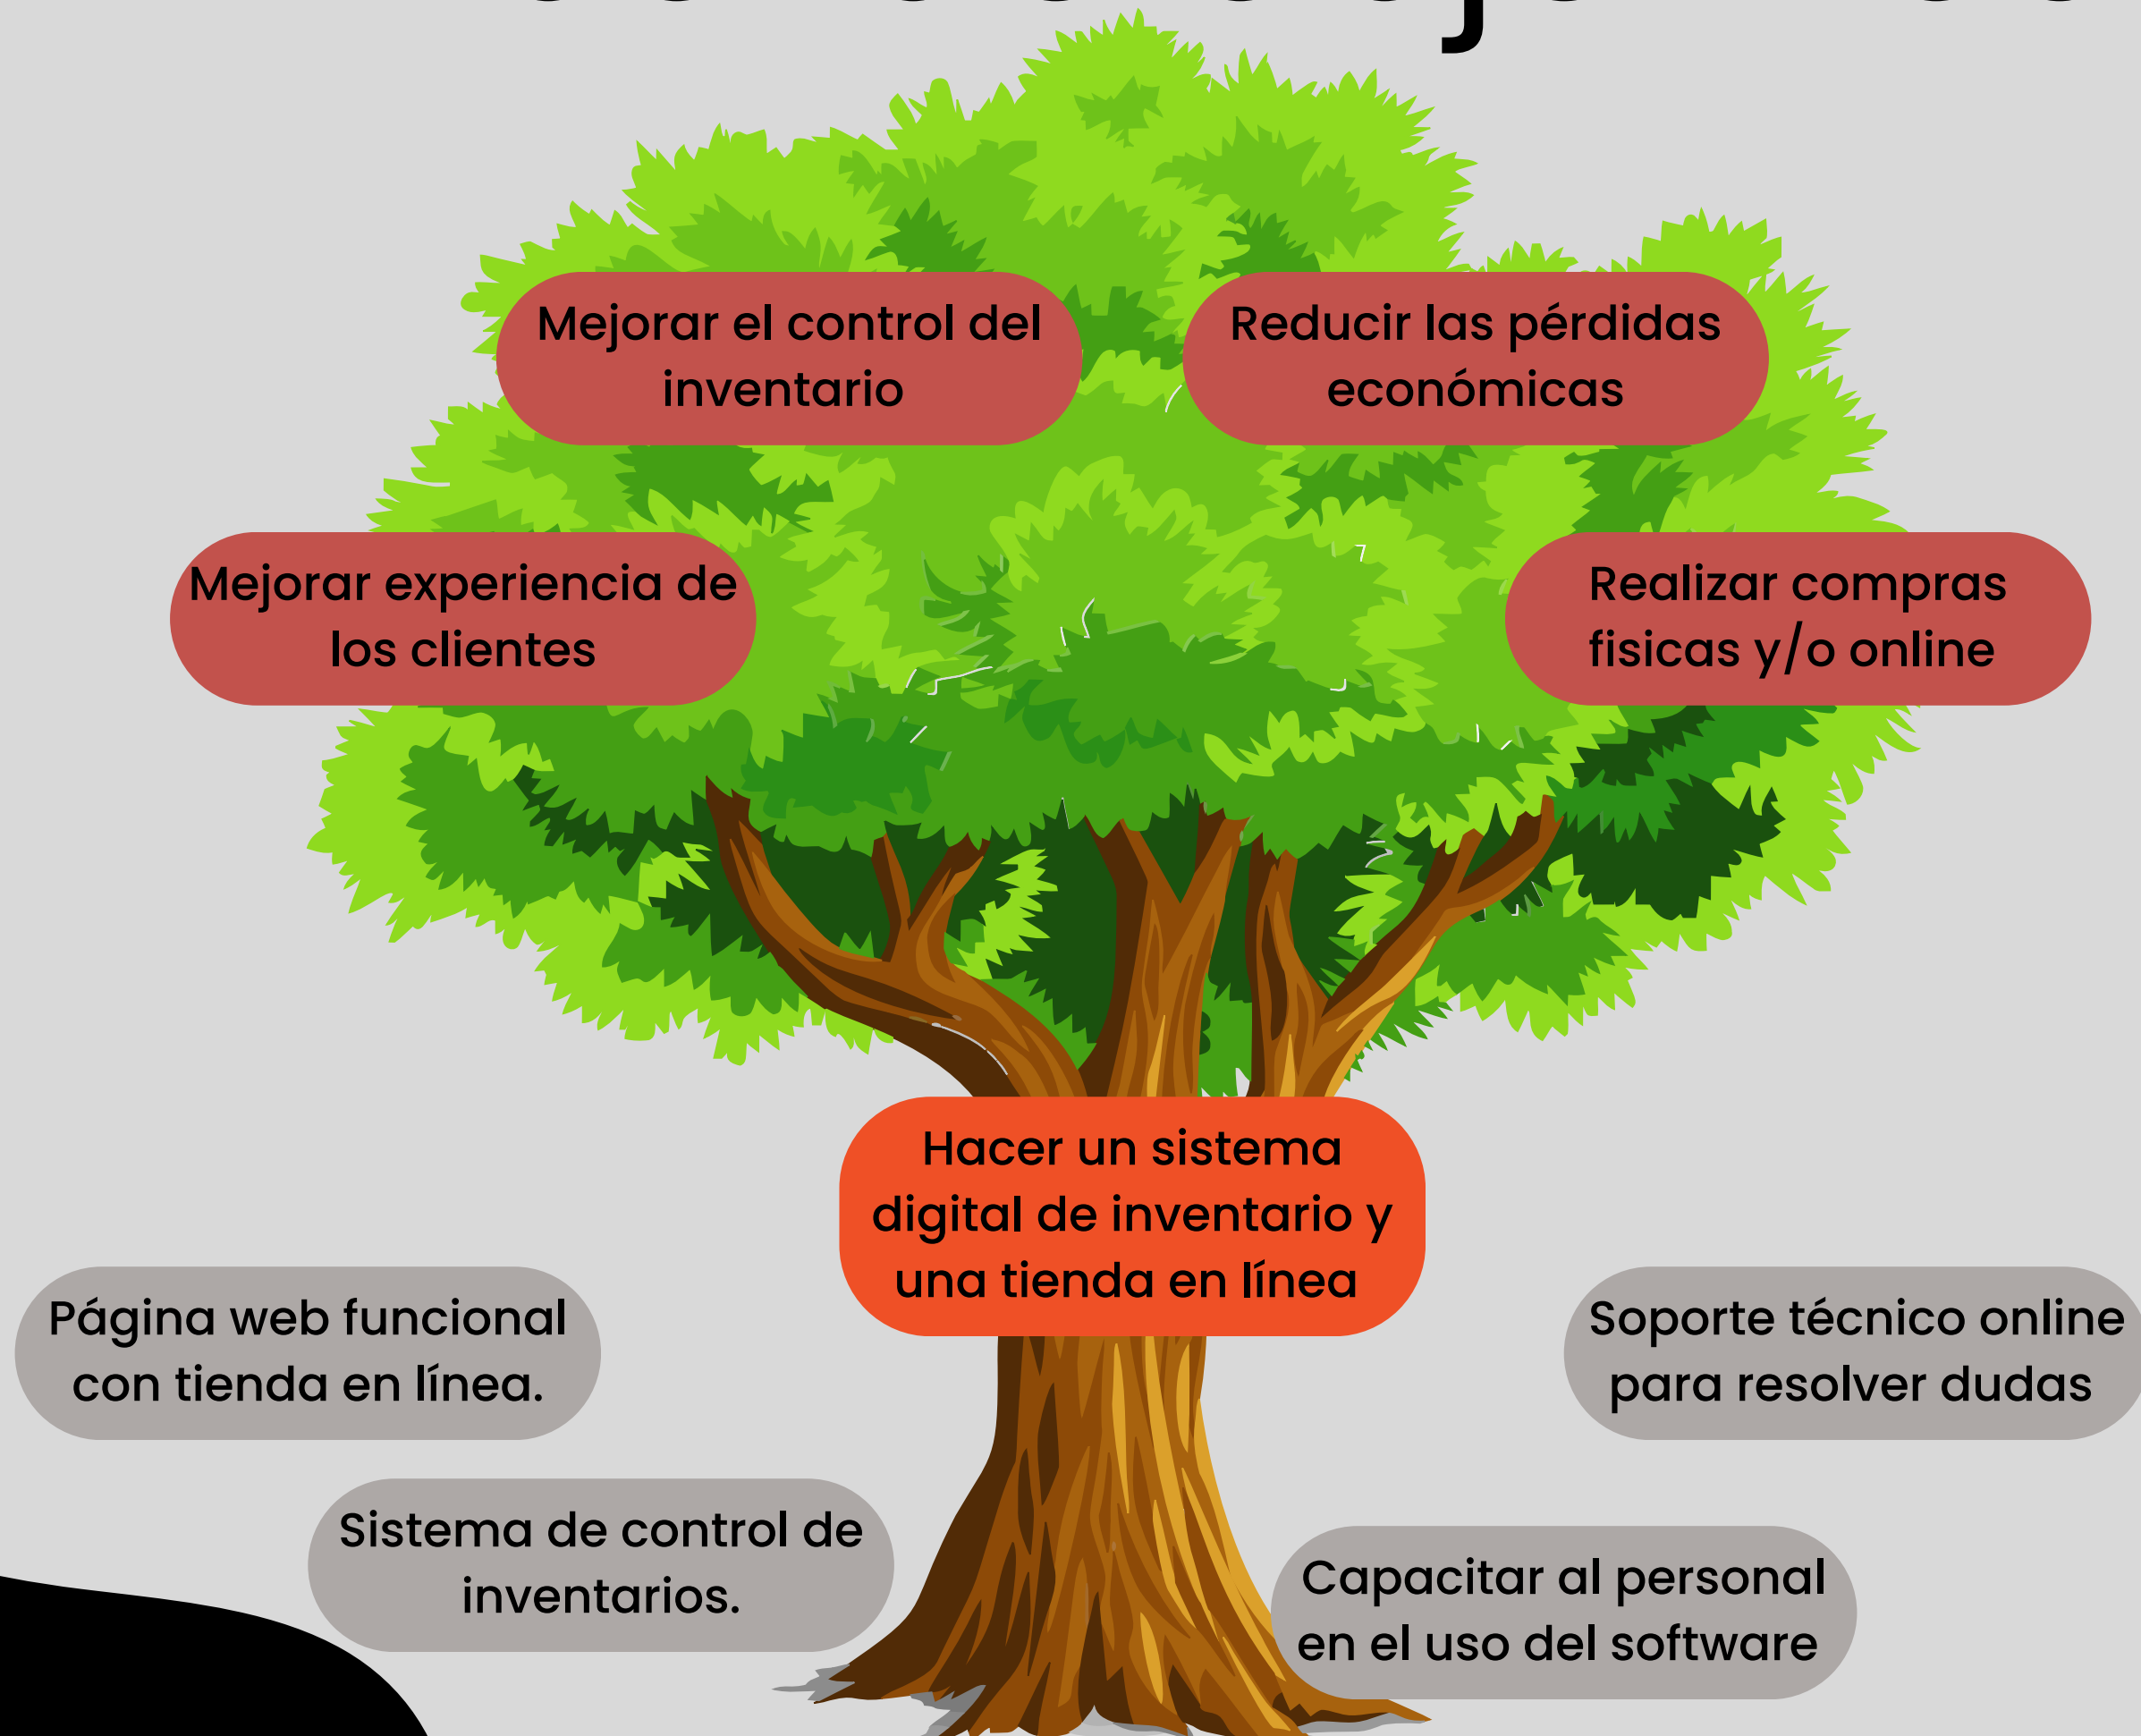 Mejorar el control del
inventario
Reducir las pérdidas
económicas
Mejorar experiencia de
los clientes
Realizar compras
fisicas y/o online
Hacer un sistema
digital de inventario y
una tienda en línea
Página web funcional
con tienda en línea.
Soporte técnico online
para resolver dudas
Sistema de control de
inventarios.
Capacitar al personal
en el uso del software